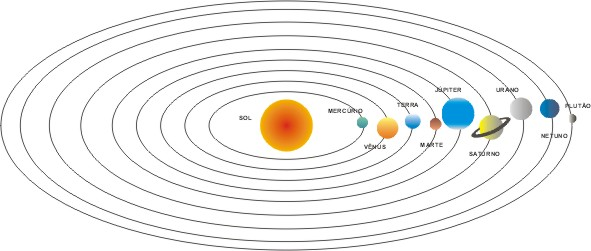 SOL
MERCÚRIO
VÊNUS
TERRA
MARTE
JÚPITER
SATURNO
URANO
NETUNO
PLUTÃO